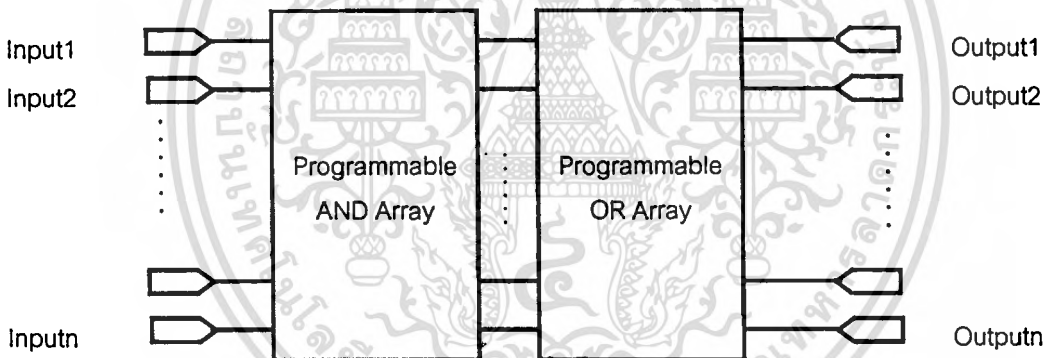 Input1
Output1
Input2
Output2
Programmable
AND Array
Programmable
OR Array
Inputn
Outputn